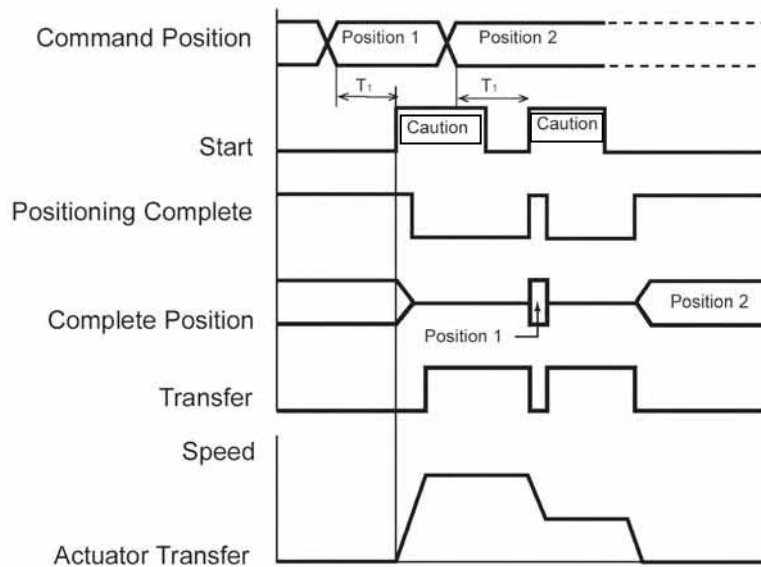 Command Position
Position 1
Position 2
T₁
T₁
Start
Caution
Caution
Positioning Complete
Complete Position
Position 1
Position 2
Transfer
Speed
Actuator Transfer